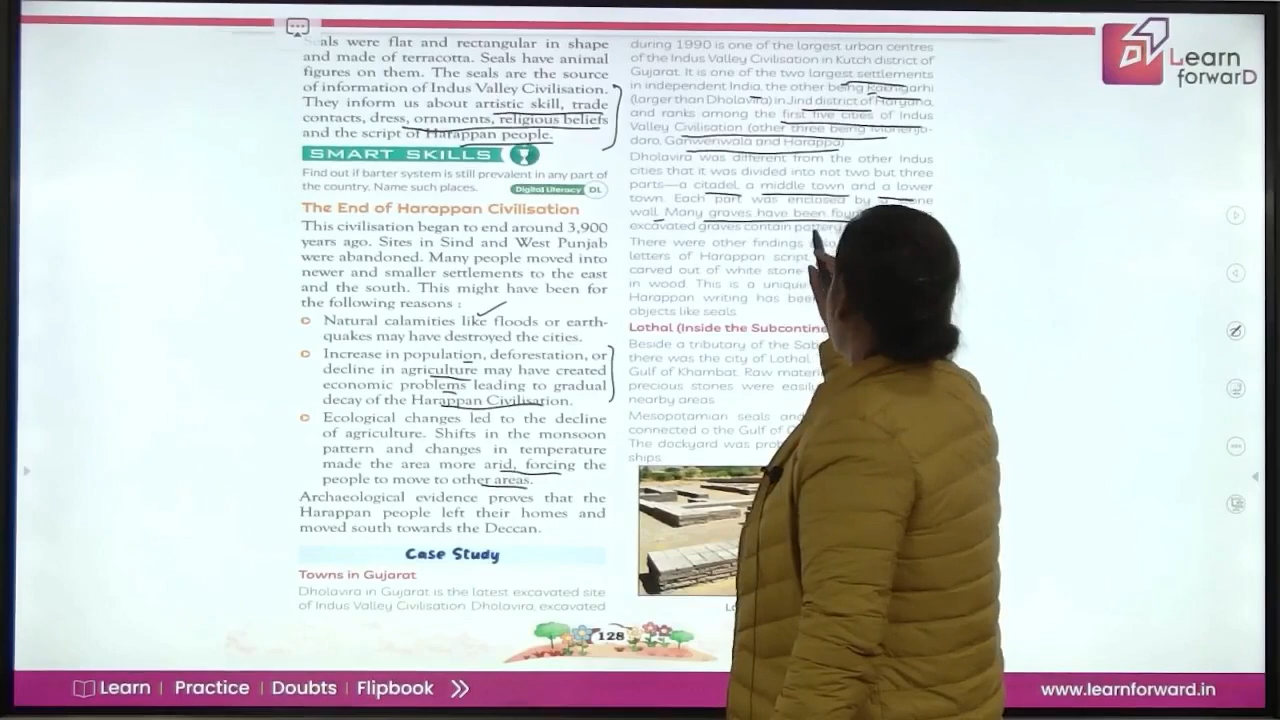 Learn
forwarD
Seals were flat and rectangular in shape
and made of terracotta. Seals have animal
figures on them. The seals are the source
of information of Indus Valley Civilisation.
They inform us about artistic skill, trade
contacts, dress, ornaments, religious beliefs
and the script of Harappan people.
SMART SKILLS
Find out if barter system is still prevalent in any part of
the country. Name such places.
Digital Literacy DL
The End of Harappan Civilisation
This civilisation began to end around 3,900
years ago. Sites in Sind and West Punjab
were abandoned. Many people moved into
newer and smaller settlements to the east
and the south. This might have been for
the following reasons :
Natural calamities like floods or earth-
quakes may have destroyed the cities.
Increase in population, deforestation, or
decline in agriculture may have created
economic problems leading to gradual
decay of the Harappan Civilisation.
Ecological changes led to the decline
of agriculture. Shifts in the monsoon
pattern and changes in temperature
made the area more arid, forcing the
people to move to other areas.
Archaeological evidence proves that the
Harappan people left their homes and
moved south towards the Deccan.
Case Study
Towns in Gujarat
Dholavira in Gujarat is the latest excavated site
of Indus Valley Civilisation Dholavira, excavated
during 1990 is one of the largest urban centres
of the Indus Valley Civilisation in Kutch district of
Gujarat. It is one of the two largest settlements
in independent India, the other being Rakhigarhi
(larger than Dholavira) in Jind district of Haryana,
and ranks among the first five cities of Indus
Valley Civilisation (other three being Mohenjo-
daro, Ganwenwala and Harappa)
Dholavira was different from the other Indus
cities that it was divided into not two but three
parts—a citadel, a middle town and a lower
town. Each part was enclosed by a
wall. Many graves have been
excavated graves contain pottery
There were other findings
letters of Harappan script,
carved out of white stone
in wood. This is a unique
Harappan writing has been
objects like seals.
Lothal (Inside the
Beside a tributary of the
there was the city of Lothal
Gulf of Khambat. Raw
precious stones were easily
nearby areas
Mesopotamian seals and
connected o the Gulf of
The dockyard was
ships.
128
Learn | Practice | Doubts | Flipbook
www.learnforward.in